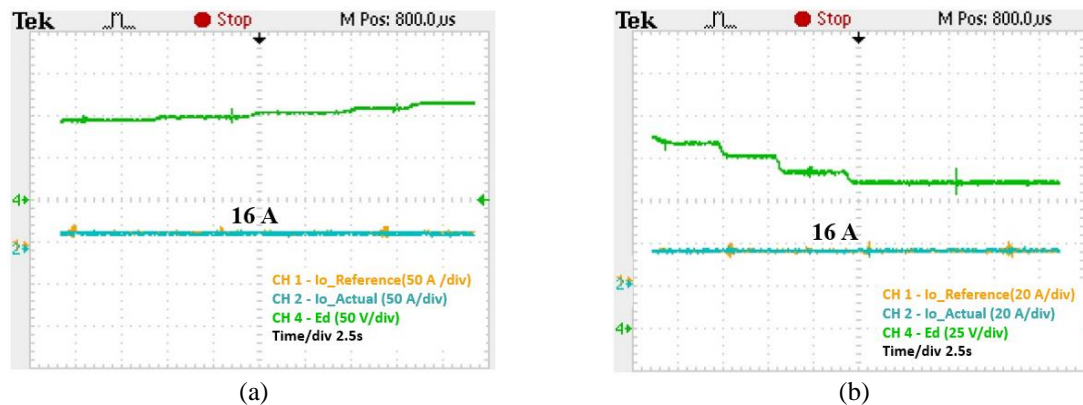 Tek Stop M Pos: 800.0μs
4
2
16 A
CH 1 - Io_Reference(50 A /div)
CH 2 - Io_Actual (50 A/div)
CH 4 - Ed (50 V/div)
Time/div 2.5s
(a)
Tek Stop M Pos: 800.0μs
2
4
16 A
CH 1 - Io_Reference(20 A/div)
CH 2 - Io_Actual (20 A/div)
CH 4 - Ed (25 V/div)
Time/div 2.5s
(b)